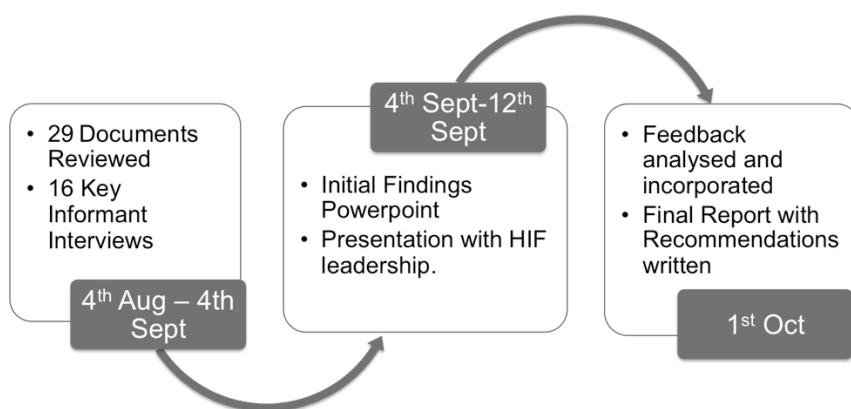 • 29 Documents
Reviewed
• 16 Key
Informant
Interviews
4th Aug – 4th
Sept
4th Sept-12th
Sept
• Initial Findings
Powerpoint
• Presentation with HIF
leadership.
• Feedback
analysed and
incorporated
• Final Report with
Recommendations
written
1st Oct